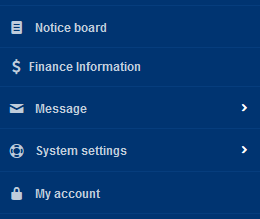 Notice board
Finance Information
Message
System settings
My account